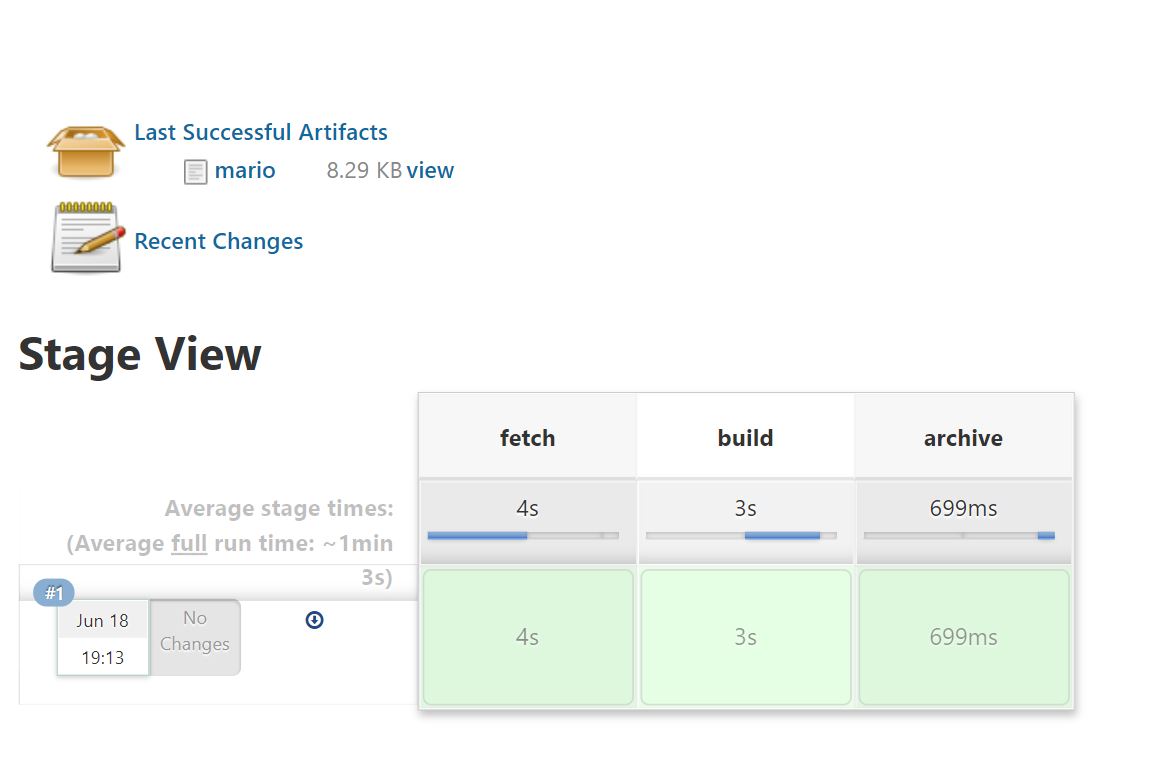 Last Successful Artifacts
mario 8.29 KB view
Recent Changes
Stage View
fetch build archive
Average stage times: 4s 3s 699ms
(Average full run time: ~1min
3s)
#1
Jun 18 No
Changes
19:13
4s 3s 699ms